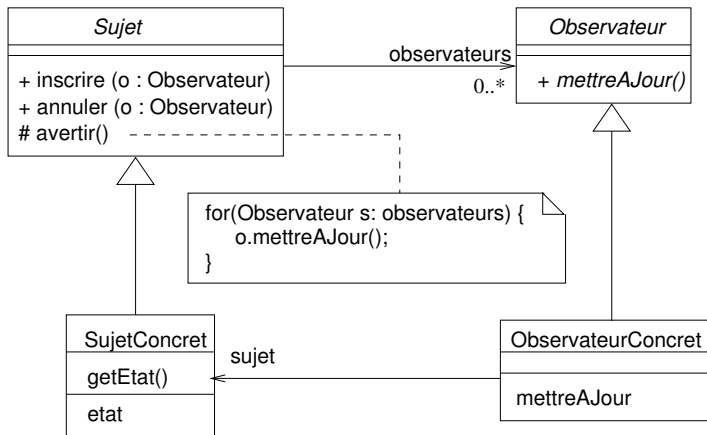 Sujet
+ inscrire (o : Observateur)
+ annuler (o : Observateur)
# avertir()
observateurs
0..*
Observateur
+ mettreAJour()
for(Observateur s: observateurs) {
o.mettreAJour();
}
SujetConcret
getEtat()
etat
sujet
ObservateurConcret
mettreAJour